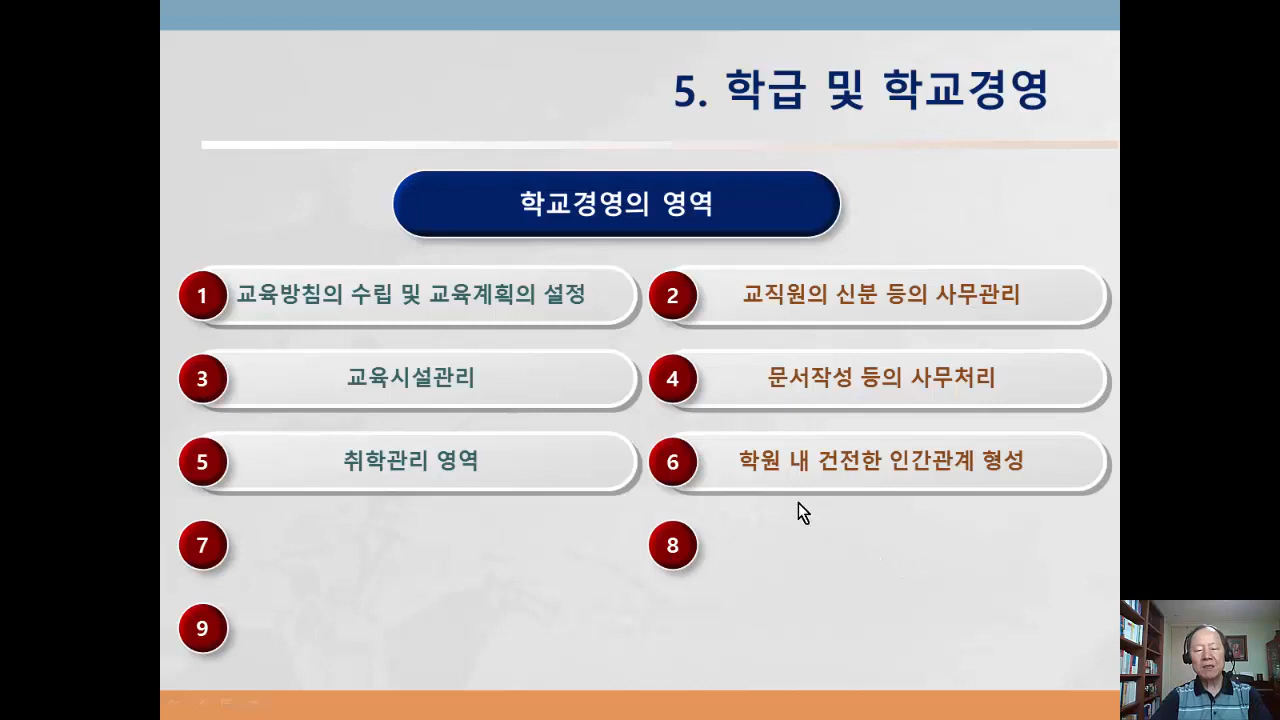 5. 학급 및 학교경영
학교경영의 영역
1 교육방침의 수립 및 교육계획의 설정
2 교직원의 신분 등의 사무관리
3 교육시설관리
4 문서작성 등의 사무처리
5 취학관리 영역
6 학원 내 건전한 인간관계 형성
7
8
9